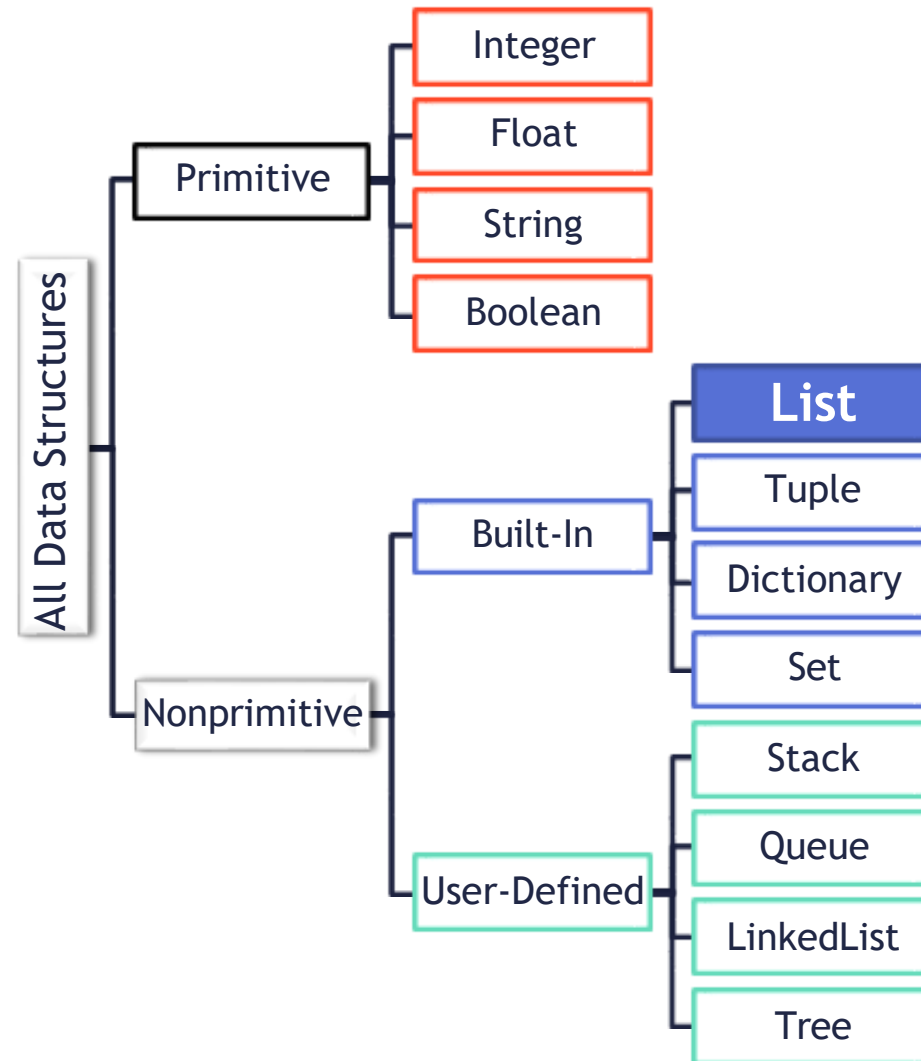 All Data Structures
Primitive
Integer
Float
String
Boolean
Nonprimitive
Built-In
List
Tuple
Dictionary
Set
User-Defined
Stack
Queue
LinkedList
Tree